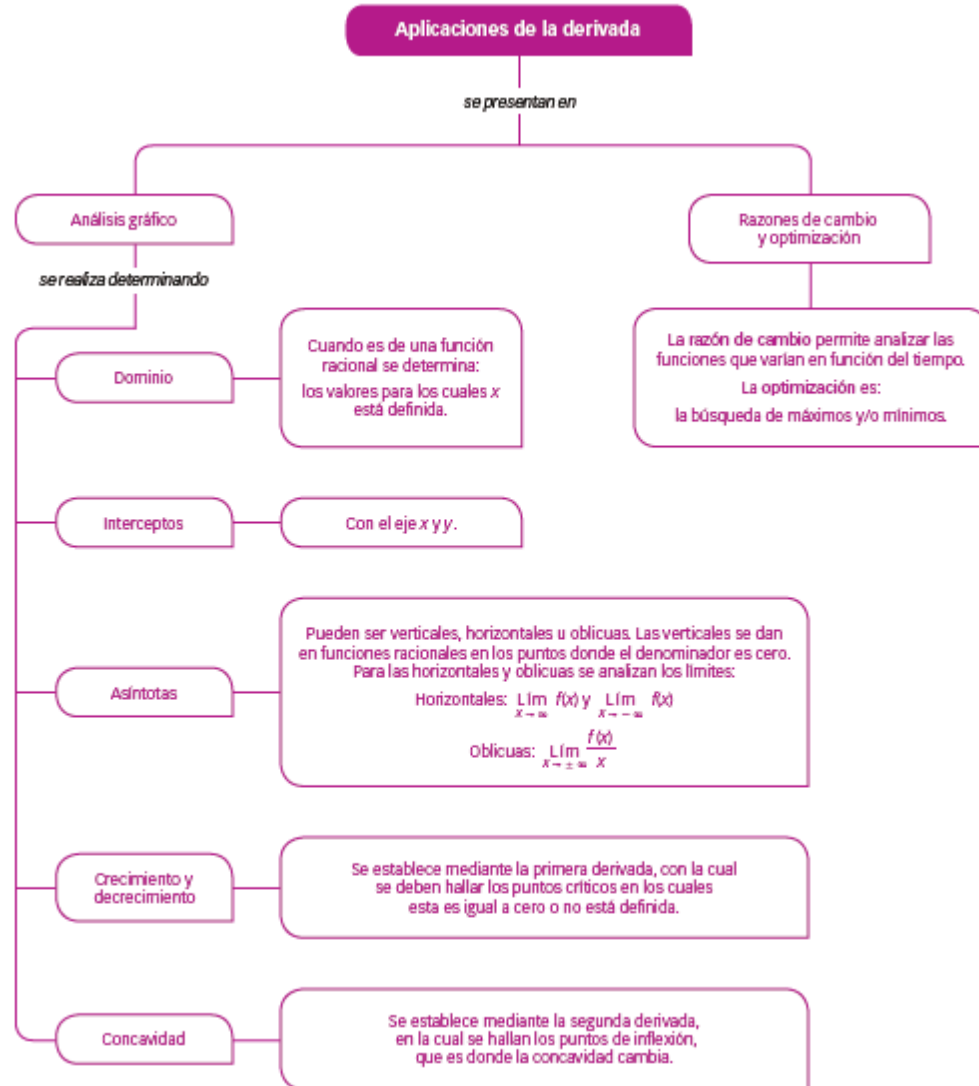 Aplicaciones de la derivada
se presentan en
Análisis gráfico
se realiza determinando
Razones de cambio
y optimización
La razón de cambio permite analizar las
funciones que varían en función del tiempo.
La optimización es:
la búsqueda de máximos y/o mínimos.
Dominio
Cuando es de una función
racional se determina:
los valores para los cuales x
está definida.
Interceptos
Con el eje x y y.
Asíntotas
Pueden ser verticales, horizontales u oblicuas. Las verticales se dan
en funciones racionales en los puntos donde el denominador es cero.
Para las horizontales y oblicuas se analizan los límites:
Horizontales: Lím x→∞ f(x) y Lím x→−∞ f(x)
Oblicuas: Lím x→±∞ f(x)/x
Crecimiento y
decrecimiento
Se establece mediante la primera derivada, con la cual
se deben hallar los puntos críticos en los cuales
esta es igual a cero o no está definida.
Concavidad
Se establece mediante la segunda derivada,
en la cual se hallan los puntos de inflexión,
que es donde la concavidad cambia.